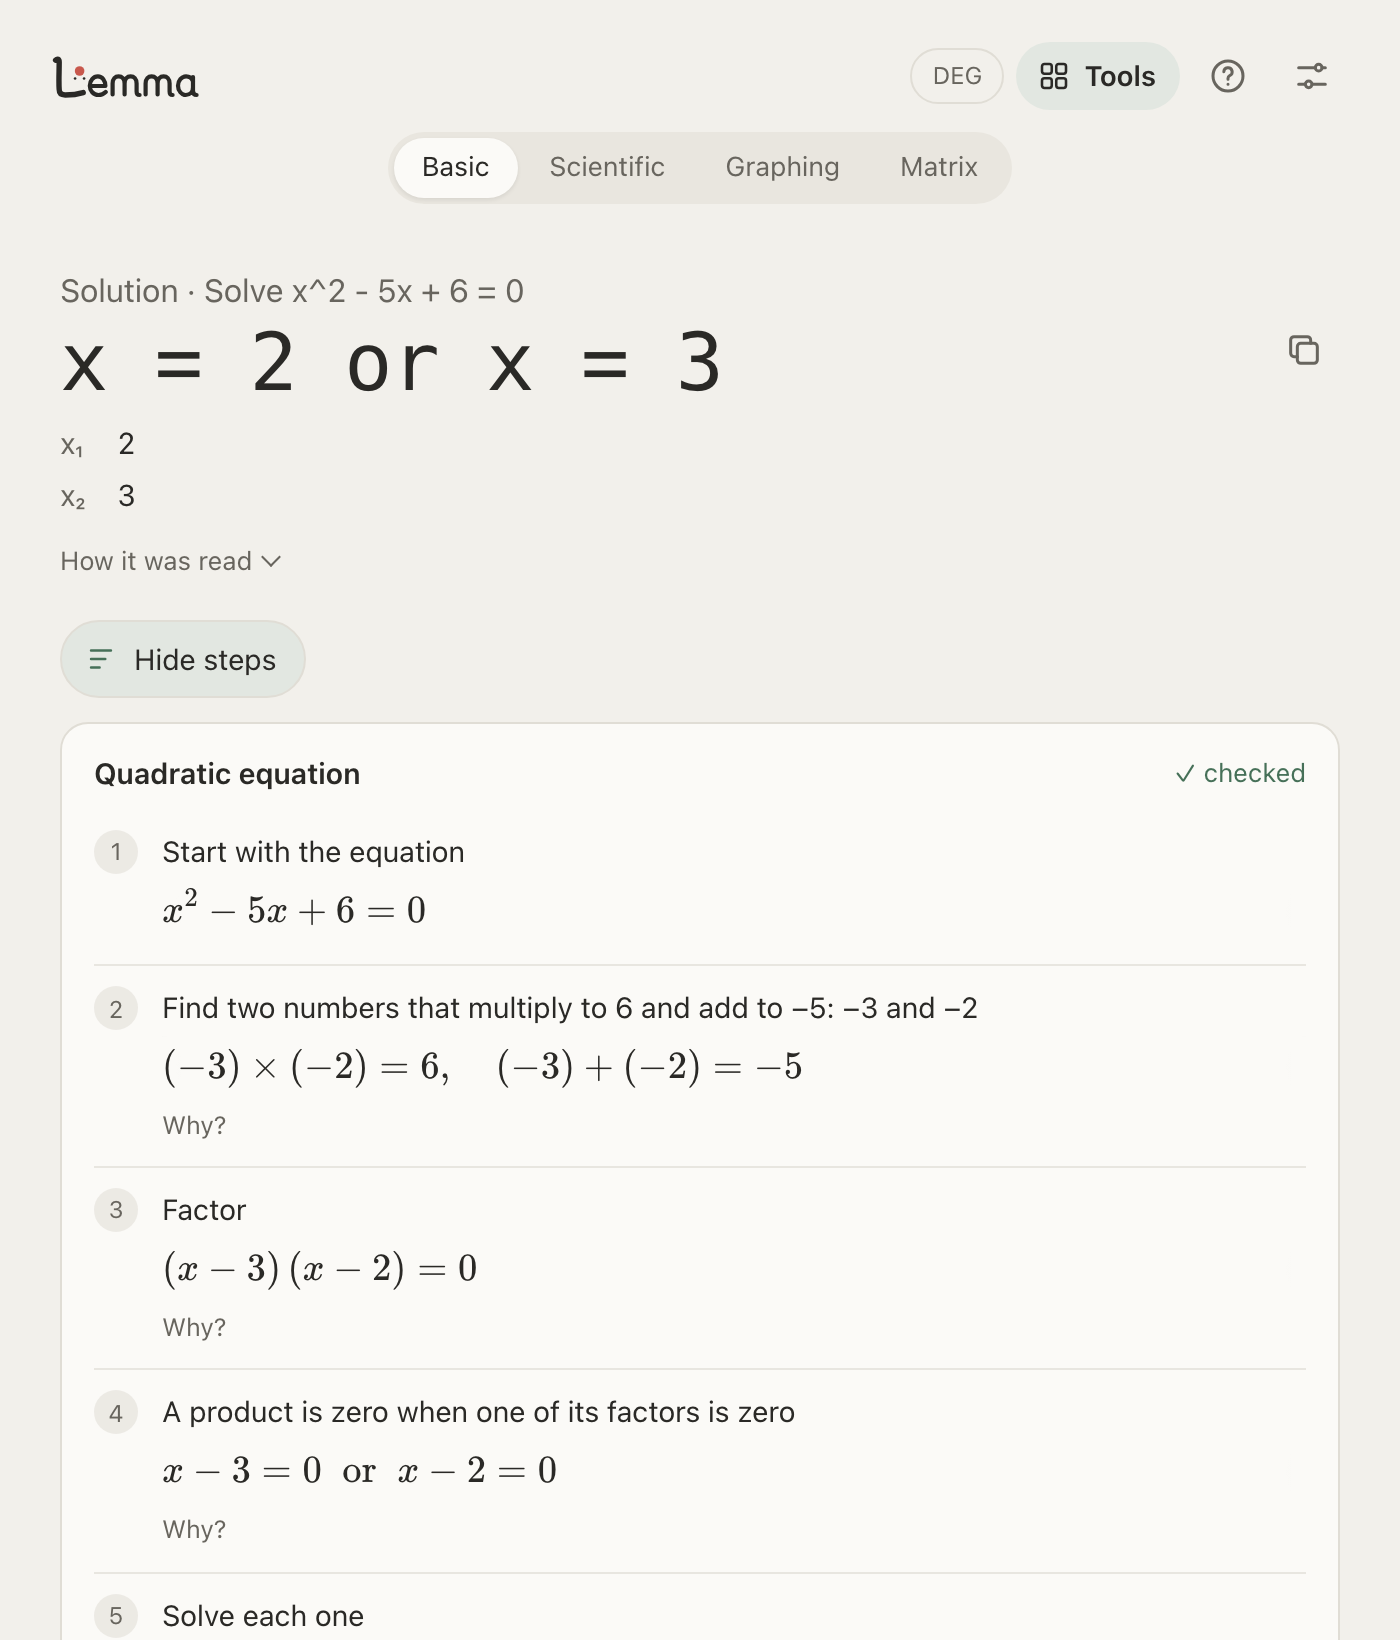 Lemma
DEG
Tools
Basic
Scientific
Graphing
Matrix
Solution · Solve x^2 - 5x + 6 = 0
x = 2 or x = 3
x₁ 2
x₂ 3
How it was read
Hide steps
Quadratic equation
✓ checked
1 Start with the equation
x² − 5x + 6 = 0
2 Find two numbers that multiply to 6 and add to −5: −3 and −2
(−3) × (−2) = 6, (−3) + (−2) = −5
Why?
3 Factor
(x − 3) (x − 2) = 0
Why?
4 A product is zero when one of its factors is zero
x − 3 = 0 or x − 2 = 0
Why?
5 Solve each one